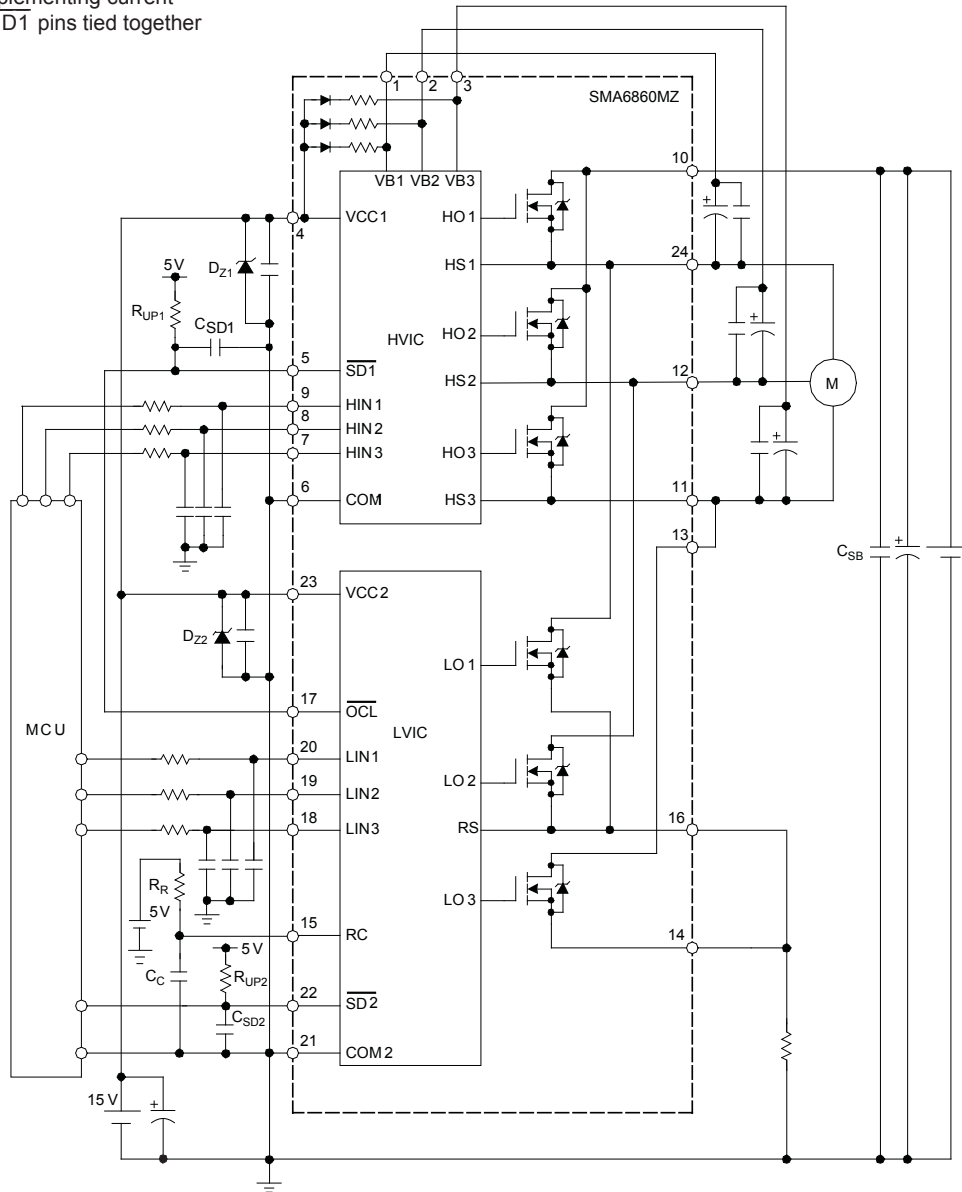 plementing current
SD1 pins tied together
1
2
3
SMA6860MZ
VB1 VB2 VB3
10
VCC1
HO1
4
24
HS1
5V
DZ1
RUP1
CSD1
HO2
HVIC
5
SD1
HS2
12
M
9
HIN1
8
HIN2
7
HIN3
HO3
6
COM1
HS3
11
13
CSB
23
VCC2
DZ2
LO1
17
OCL
LVIC
MCU
20
LIN1
19
LIN2
LO2
18
LIN3
RS
16
RR
5V
LO3
15
RC
14
5V
CC
RUP2
22
SD2
CSD2
21
COM2
15V